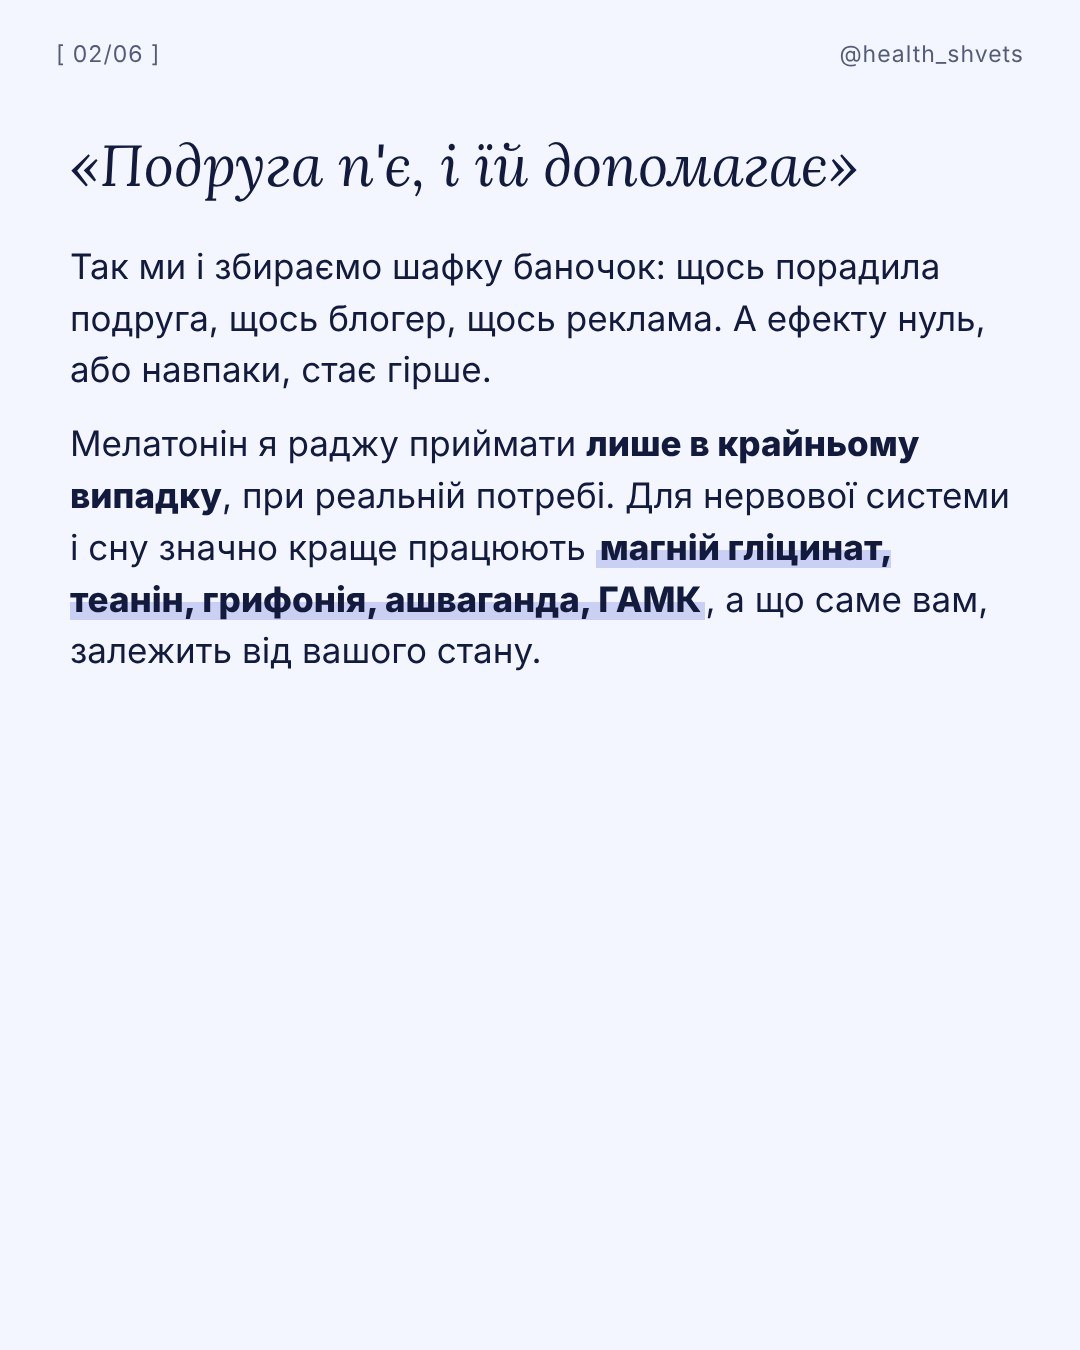 [ 02/06 ]
@health_shvets
«Подруга п'є, і їй допомагає»
Так ми і збираємо шафку баночок: щось порадила
подруга, щось блогер, щось реклама. А ефекту нуль,
або навпаки, стає гірше.
Мелатонін я раджу приймати лише в крайньому
випадку, при реальній потребі. Для нервової системи
і сну значно краще працюють магній гліцинат,
теанін, грифонія, ашваганда, ГАМК, а що саме вам,
залежить від вашого стану.